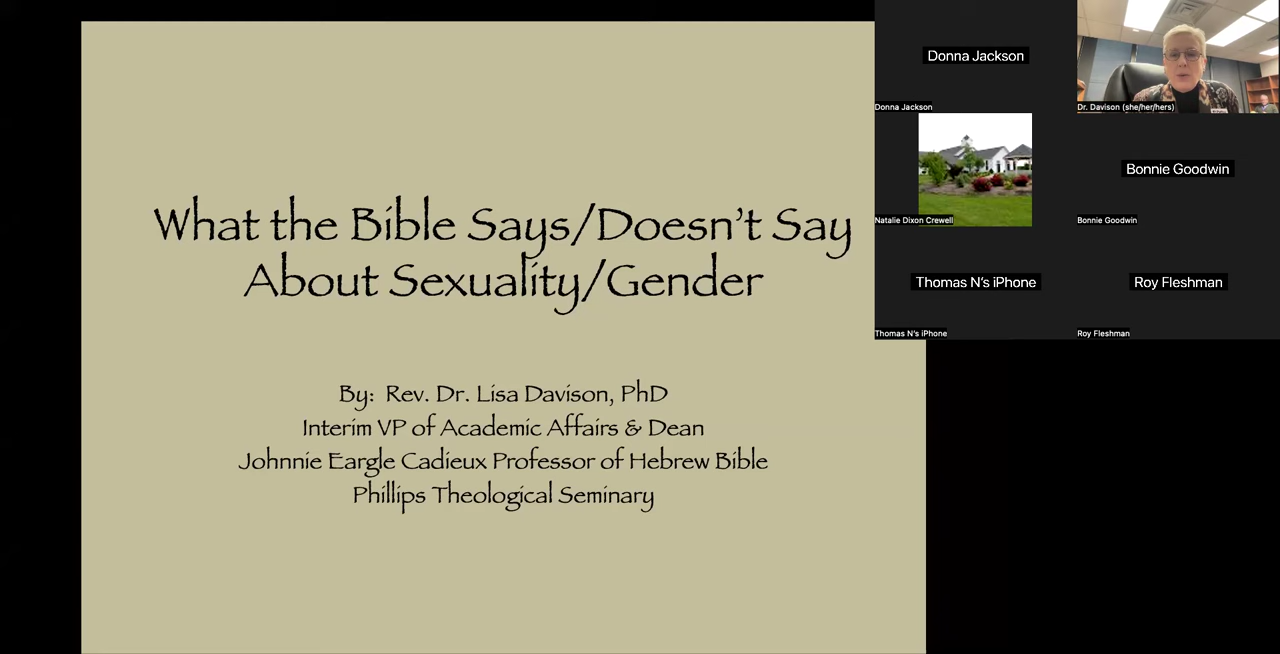 What the Bible Says/Doesn't Say
About Sexuality/Gender
By: Rev. Dr. Lisa Davison, PhD
Interim VP of Academic Affairs & Dean
Johnnie Eargle Cadieux Professor of Hebrew Bible
Phillips Theological Seminary
Donna Jackson
Donna Jackson
Dr. Davison (she/her/hers)
Natalie Dixon Crewell
Bonnie Goodwin
Bonnie Goodwin
Thomas N's iPhone
Thomas N's iPhone
Roy Fleshman
Roy Fleshman